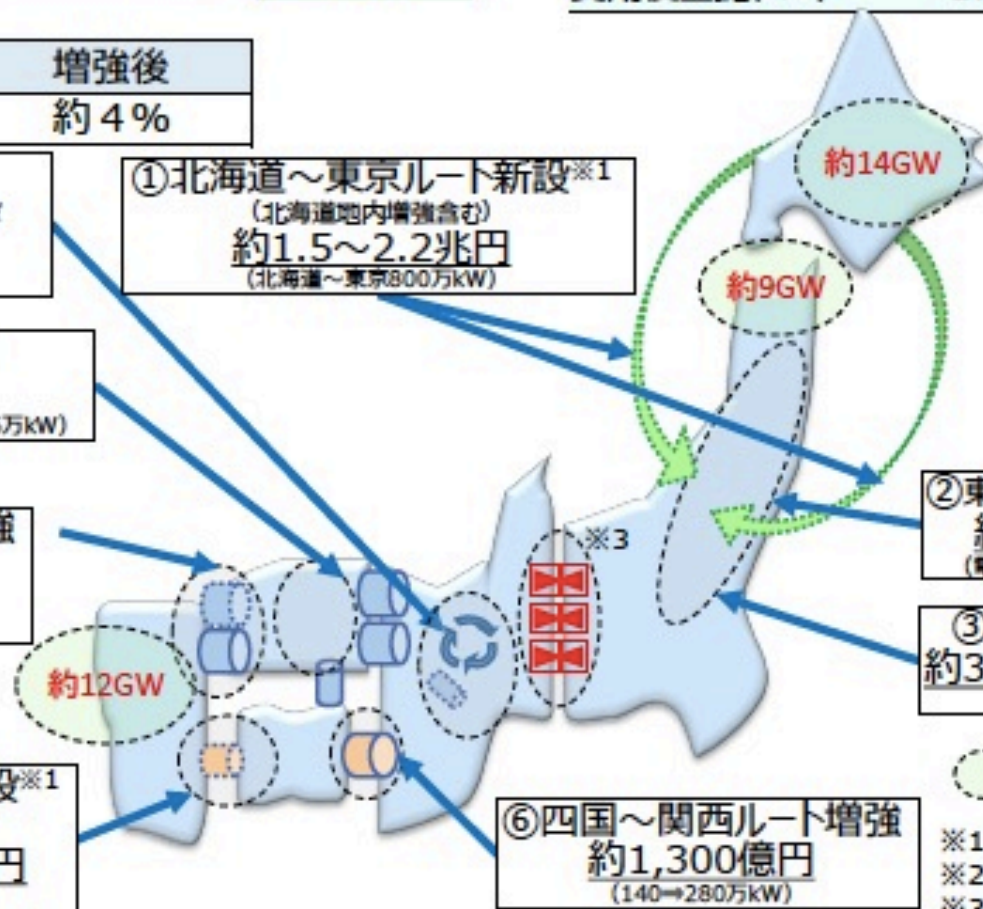 増強後
約４%
①北海道～東京ルート新設※1
(北海道地内増強含む)
約1.5～2.2兆円
(北海道～東京800万kW)
約14GW
約9GW
万kW)
強
※3
②東
③
約3
約12GW
設※1
円
⑥四国～関西ルート増強
約1,300億円
(140⇒280万kW)
※1
※2